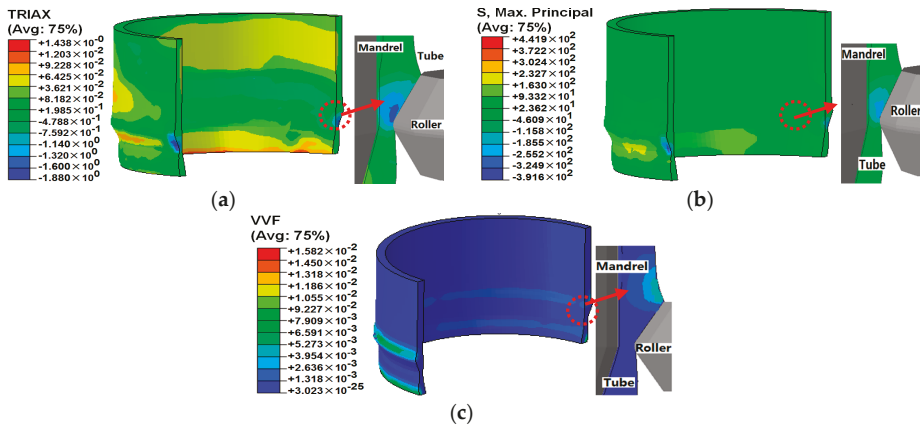 TRIAX
(Avg: 75%)
+1.438×10⁻⁰
+1.203×10⁻²
+9.228×10⁻²
+6.425×10⁻²
+3.621×10⁻²
+8.182×10⁻¹
+1.985×10⁻¹
-4.788×10⁻¹
-7.592×10⁻¹
-1.140×10⁰
-1.320×10⁰
-1.600×10⁰
-1.880×10⁰
Mandrel
Tube
Roller
(a)
S, Max. Principal
(Avg: 75%)
+4.419×10²
+3.722×10²
+3.024×10²
+2.327×10²
+1.630×10²
+9.332×10¹
+2.362×10¹
-4.609×10¹
-1.158×10²
-1.855×10²
-2.552×10²
-3.249×10²
-3.916×10²
Mandrel
Roller
Tube
(b)
VVF
(Avg: 75%)
+1.582×10⁻²
+1.450×10⁻²
+1.318×10⁻²
+1.186×10⁻²
+1.055×10⁻²
+9.227×10⁻³
+7.909×10⁻³
+6.591×10⁻³
+5.273×10⁻³
+3.954×10⁻³
+2.636×10⁻³
+1.318×10⁻³
+3.023×10⁻²⁵
Mandrel
Roller
Tube
(c)